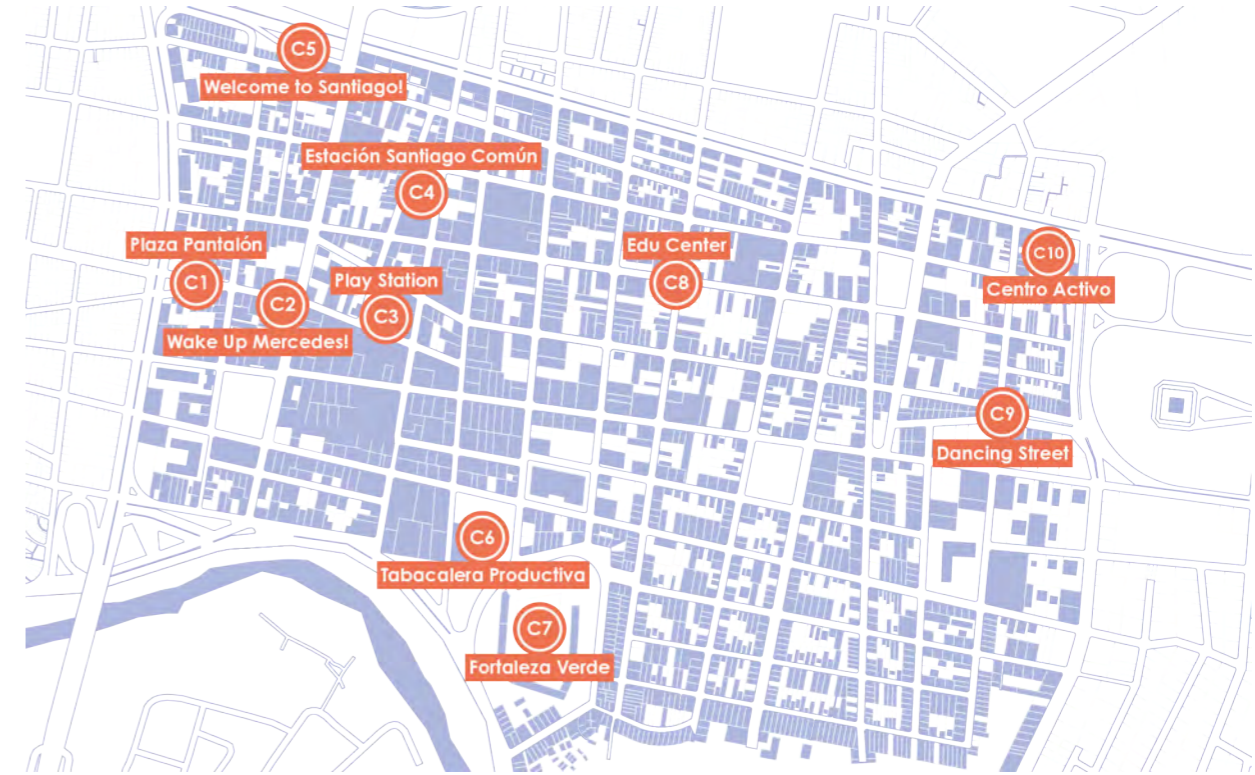 C5
Welcome to Santiago!
Estación Santiago Común
C4
Plaza Pantalón
C1
C2
Wake Up Mercedes!
Play Station
C3
Edu Center
C8
C10
Centro Activo
C9
Dancing Street
C6
Tabacalera Productiva
C7
Fortaleza Verde